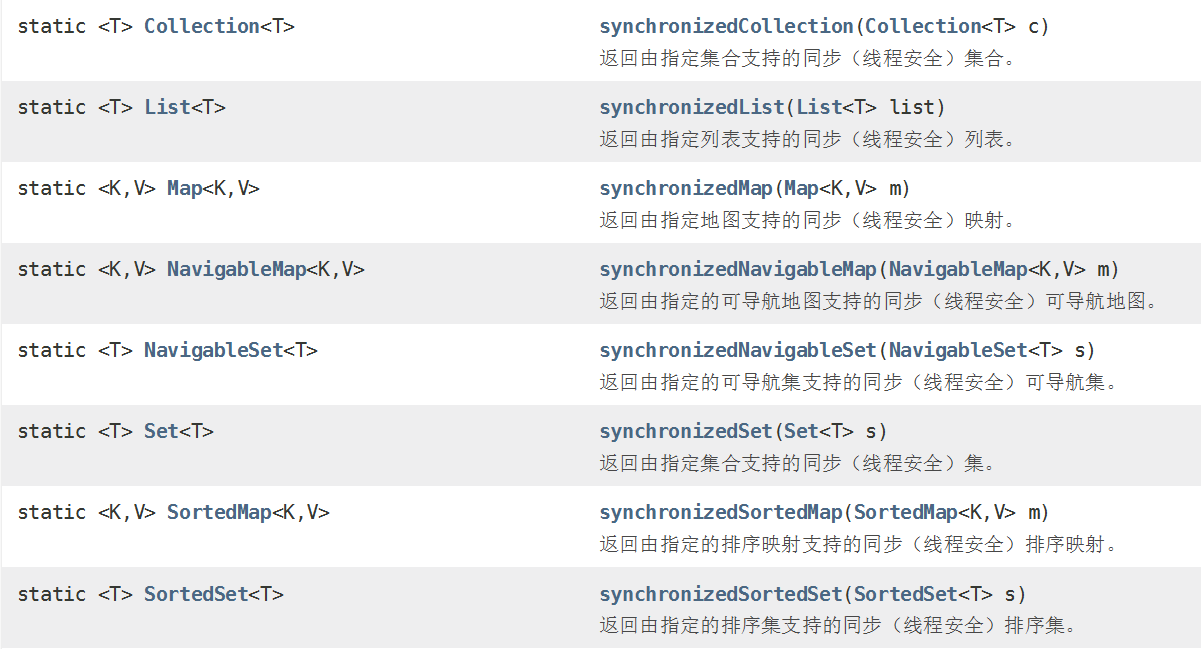 static <T> Collection<T> synchronizedCollection(Collection<T> c)
返回由指定集合支持的同步（线程安全）集合。
static <T> List<T> synchronizedList(List<T> list)
返回由指定列表支持的同步（线程安全）列表。
static <K,V> Map<K,V> synchronizedMap(Map<K,V> m)
返回由指定地图支持的同步（线程安全）映射。
static <K,V> NavigableMap<K,V> synchronizedNavigableMap(NavigableMap<K,V> m)
返回由指定的可导航地图支持的同步（线程安全）可导航地图。
static <T> NavigableSet<T> synchronizedNavigableSet(NavigableSet<T> s)
返回由指定的可导航集支持的同步（线程安全）可导航集。
static <T> Set<T> synchronizedSet(Set<T> s)
返回由指定集合支持的同步（线程安全）集。
static <K,V> SortedMap<K,V> synchronizedSortedMap(SortedMap<K,V> m)
返回由指定的排序映射支持的同步（线程安全）排序映射。
static <T> SortedSet<T> synchronizedSortedSet(SortedSet<T> s)
返回由指定的排序集支持的同步（线程安全）排序集。